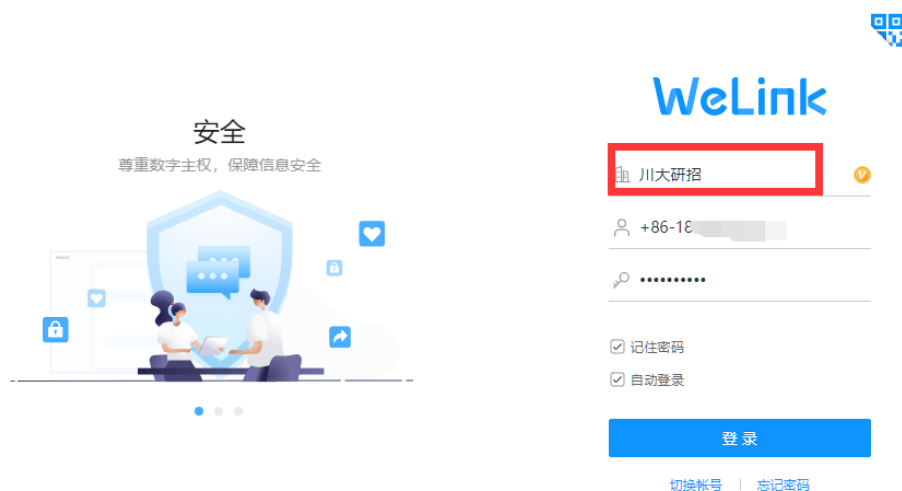 安全
尊重数字主权，保障信息安全
WeLink
WeLink
川大研招
+86-18
••••••••••
记住密码
自动登录
登录
切换帐号
忘记密码